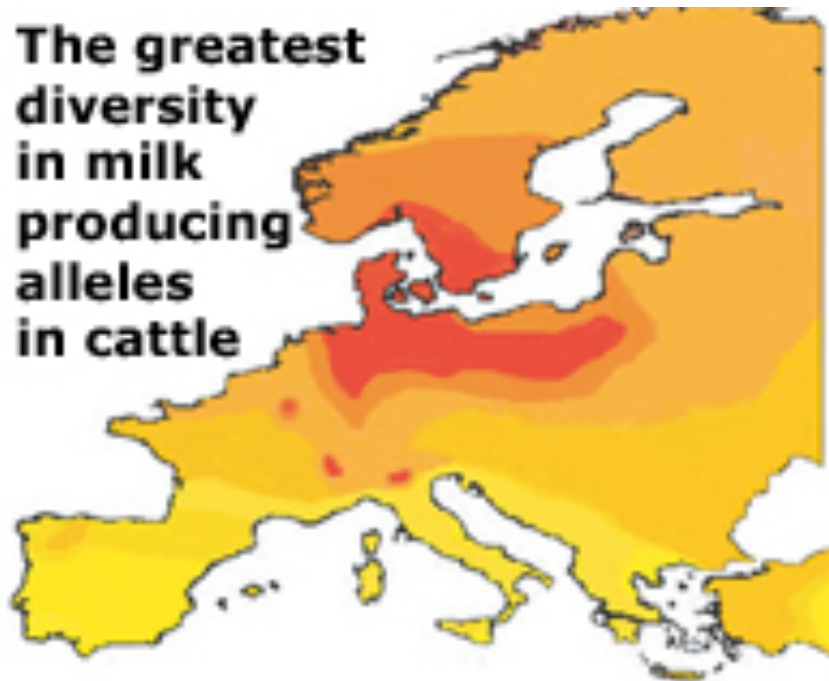 The greatest
diversity
in milk
producing
alleles
in cattle